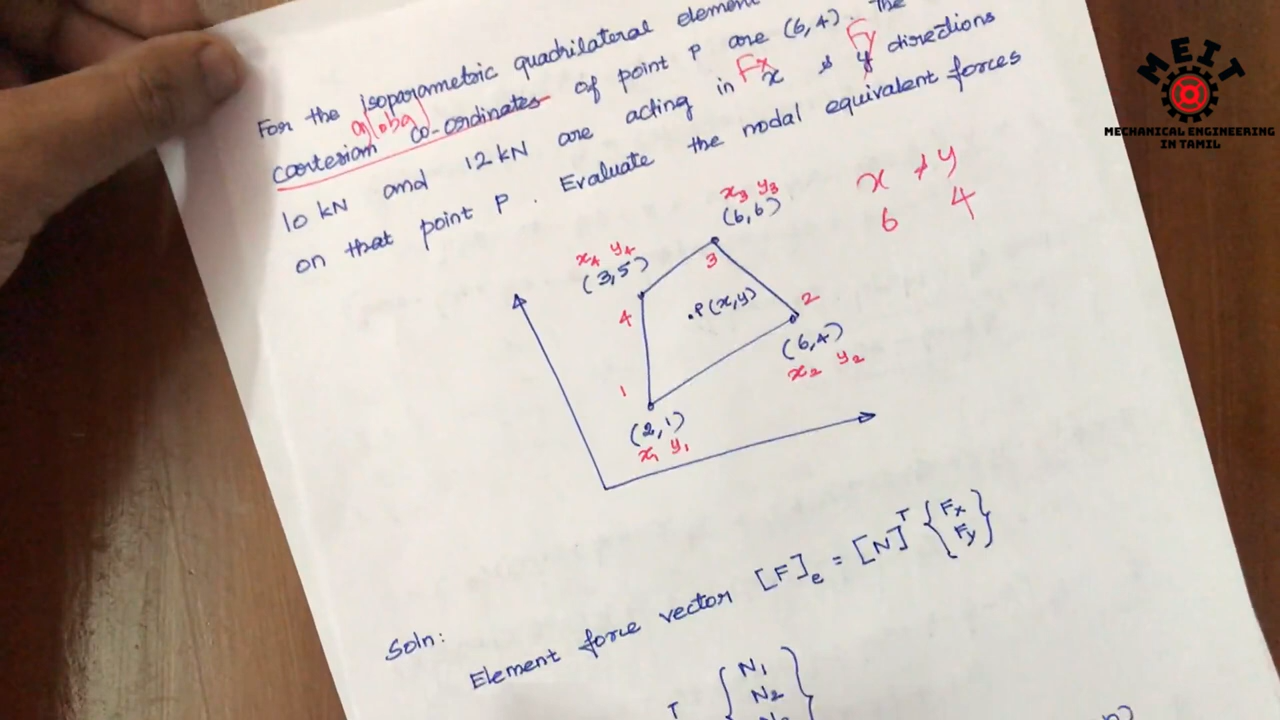 For the isoparametric quadrilateral element
Global
cartesian co-ordinates of point P are (6,4). The
Fx Fy
10 kN and 12 kN are acting in x & y directions
on that point P. Evaluate the nodal equivalent forces
x, y
6 4
x3 y3
(6,6)
x4 y4
(3,5)
3
4
.P(x,y)
2
(6,4)
x2 y2
1
(2,1)
x1 y1
Soln:
Element force vector [F]e = [N]T {Fx
Fy}
T
N1
N2
MEIT
MECHANICAL ENGINEERING
IN TAMIL